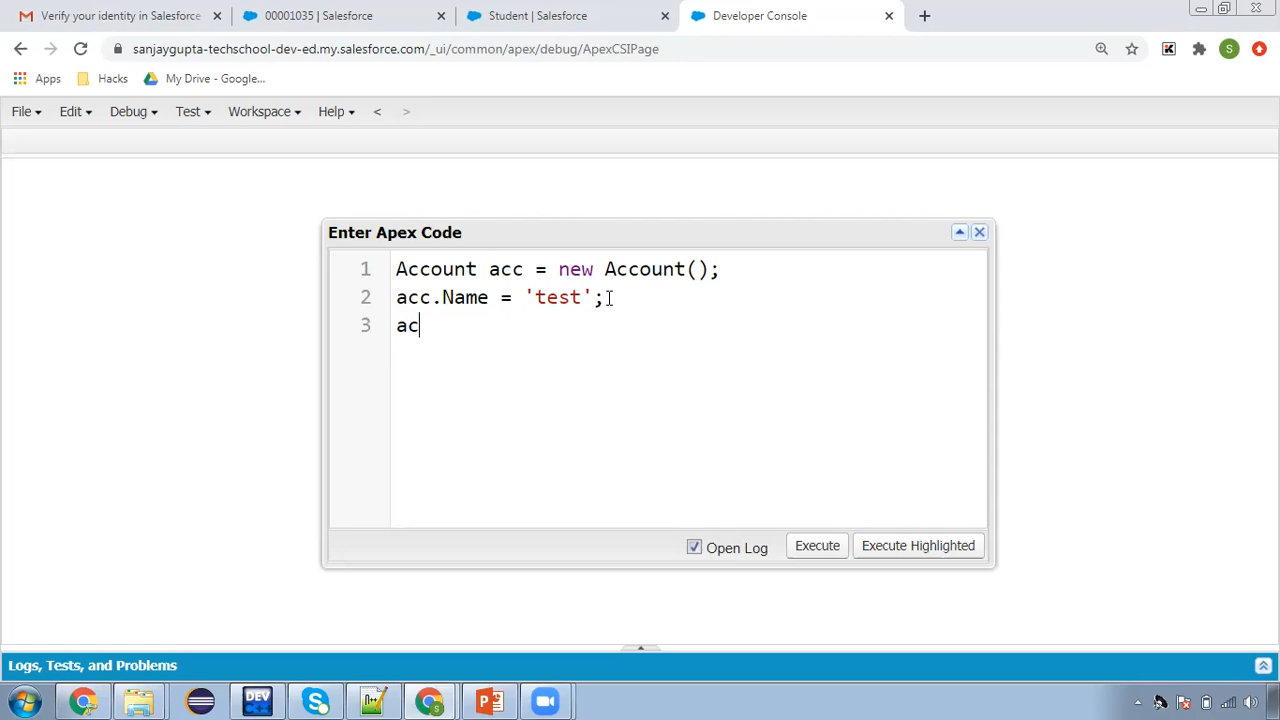 Verify your identity in Salesforce
00001035 | Salesforce
Student | Salesforce
Developer Console
sanjaygupta-techschool-dev-ed.my.salesforce.com/_ui/common/apex/debug/ApexCSIPage
K
S
Apps
Hacks
My Drive - Google...
File
Edit
Debug
Test
Workspace
Help
<
>
Enter Apex Code
1 Account acc = new Account();
2 acc.Name = 'test';
3 ac
Open Log
Execute
Execute Highlighted
Logs, Tests, and Problems
DEV
C++